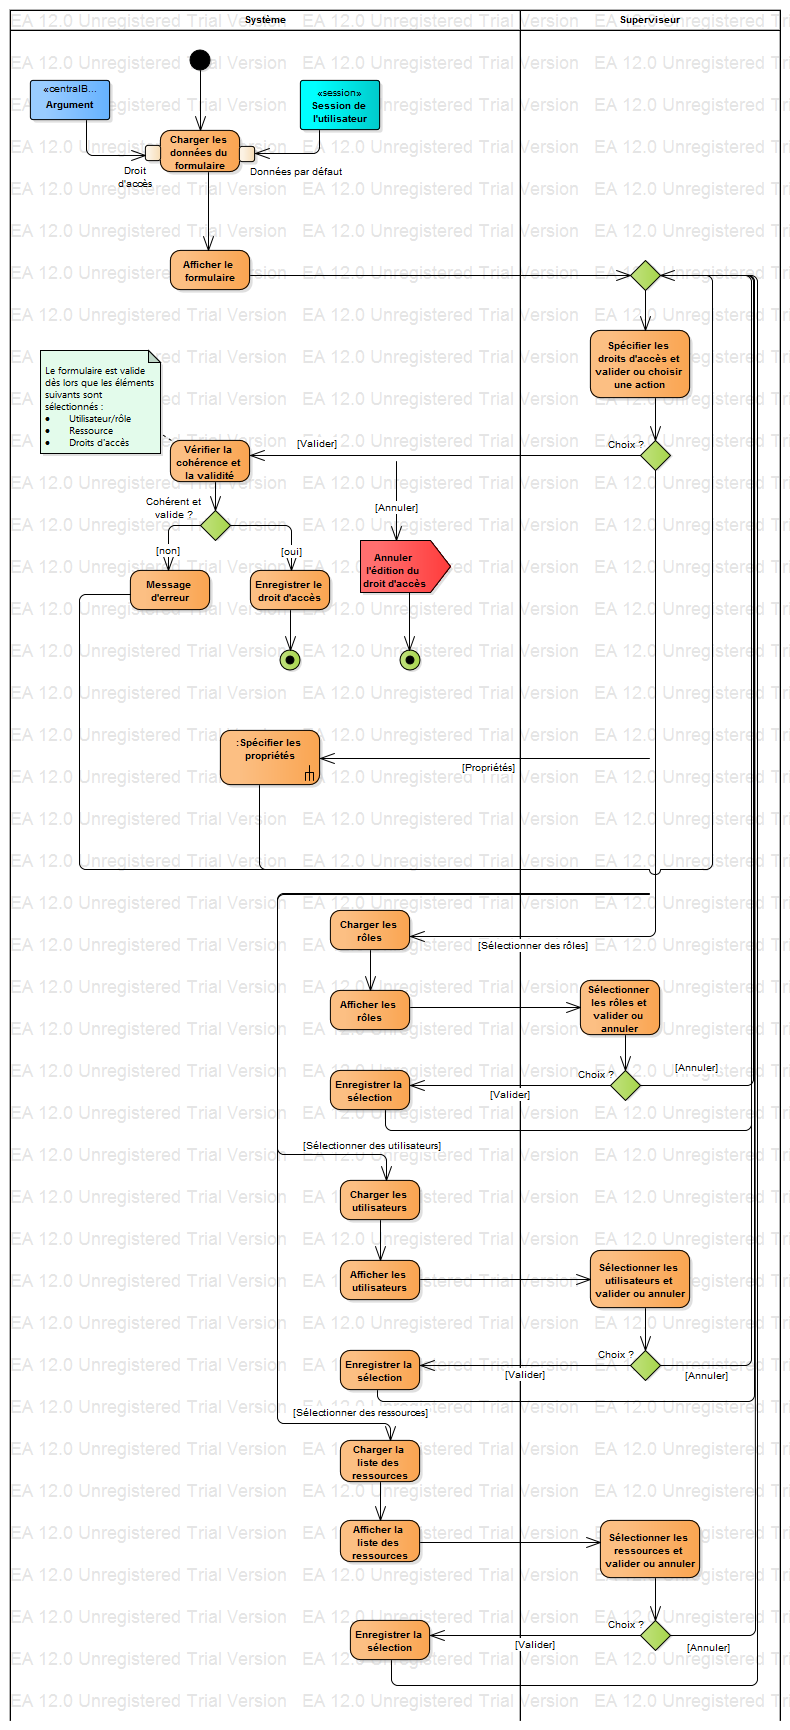 Système
Superviseur
«centralB...
Argument
«session»
Session de
l'utilisateur
Charger les
données du
formulaire
Droit
d'accès
Données par défaut
Afficher le
formulaire
Spécifier les
droits d'accès et
valider ou choisir
une action
Le formulaire est valide
dès lors que les éléments
suivants sont
sélectionnés :
• Utilisateur/rôle
• Ressource
• Droits d'accès
Choix ?
[Valider]
Vérifier la
cohérence et
la validité
Cohérent et
valide ?
[Annuler]
[non]
[oui]
Annuler
l'édition du
droit d'accès
Message
d'erreur
Enregistrer le
droit d'accès
:Spécifier les
propriétés
[Propriétés]
Charger les
rôles
[Sélectionner des rôles]
Afficher les
rôles
Sélectionner
les rôles et
valider ou
annuler
Choix ?
[Annuler]
Enregistrer la
sélection
[Valider]
[Sélectionner des utilisateurs]
Charger les
utilisateurs
Afficher les
utilisateurs
Sélectionner les
utilisateurs et
valider ou annuler
Choix ?
Enregistrer la
sélection
[Valider]
[Annuler]
[Sélectionner des ressources]
Charger la
liste des
ressources
Afficher la
liste des
ressources
Sélectionner les
ressources et
valider ou annuler
Choix ?
Enregistrer la
sélection
[Valider]
[Annuler]
EA 12.0 Unregistered Trial Version